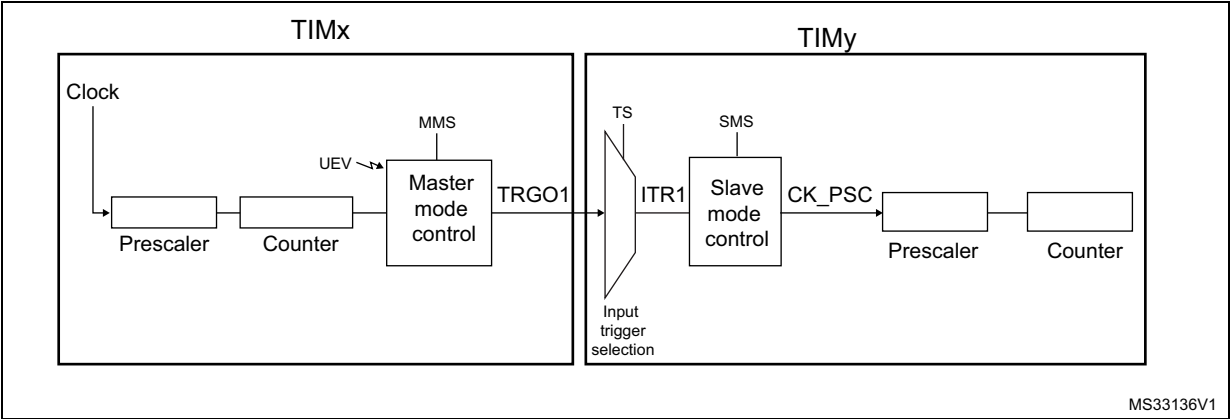 TIMx
TIMy
Clock
MMS
UEV
Master
mode
control
TRGO1
Prescaler
Counter
TS
SMS
ITR1
Slave
mode
control
CK_PSC
Prescaler
Counter
Input
trigger
selection
MS33136V1